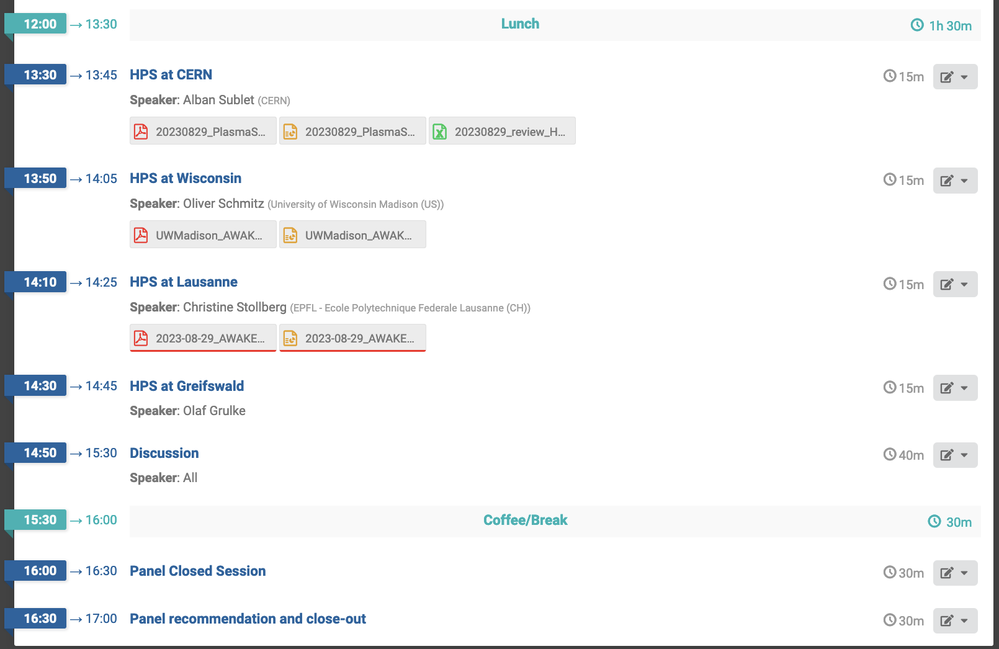 12:00 → 13:30 Lunch 1h 30m
13:30 → 13:45 HPS at CERN 15m
Speaker: Alban Sublet (CERN)
20230829_PlasmaS... 20230829_PlasmaS... 20230829_review_H...
13:50 → 14:05 HPS at Wisconsin 15m
Speaker: Oliver Schmitz (University of Wisconsin Madison (US))
UWMadison_AWAK... UWMadison_AWAK...
14:10 → 14:25 HPS at Lausanne 15m
Speaker: Christine Stollberg (EPFL - Ecole Polytechnique Federale Lausanne (CH))
2023-08-29_AWAKE... 2023-08-29_AWAKE...
14:30 → 14:45 HPS at Greifswald 15m
Speaker: Olaf Grulke
14:50 → 15:30 Discussion 40m
Speaker: All
15:30 → 16:00 Coffee/Break 30m
16:00 → 16:30 Panel Closed Session 30m
16:30 → 17:00 Panel recommendation and close-out 30m